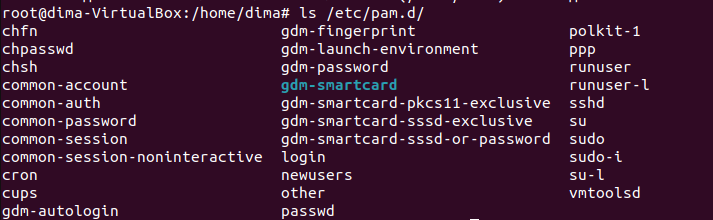 root@dima-VirtualBox:/home/dima# ls /etc/pam.d/
chfn gdm-fingerprint polkit-1
chpasswd gdm-launch-environment ppp
chsh gdm-password runuser
common-account gdm-smartcard runuser-l
common-auth gdm-smartcard-pkcs11-exclusive sshd
common-password gdm-smartcard-sssd-exclusive su
common-session gdm-smartcard-sssd-or-password sudo
common-session-noninteractive login sudo-i
cron newusers su-l
cups other vmtoolsd
gdm-autologin passwd